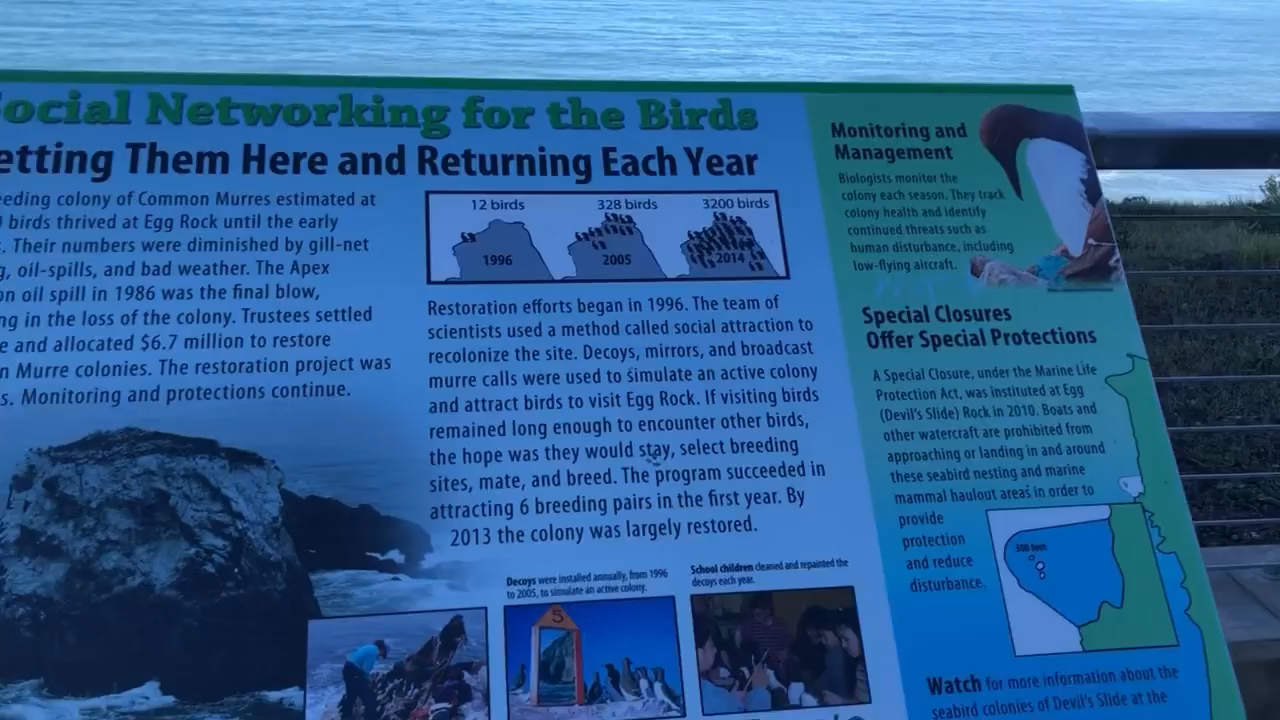 Social Networking for the Birds
etting Them Here and Returning Each Year
eeding colony of Common Murres estimated at
birds thrived at Egg Rock until the early
s. Their numbers were diminished by gill-net
g, oil-spills, and bad weather. The Apex
on oil spill in 1986 was the final blow,
ng in the loss of the colony. Trustees settled
e and allocated $6.7 million to restore
n Murre colonies. The restoration project was
s. Monitoring and protections continue.
12 birds 328 birds 3200 birds
1996 2005 2014
Restoration efforts began in 1996. The team of
scientists used a method called social attraction to
recolonize the site. Decoys, mirrors, and broadcast
murre calls were used to simulate an active colony
and attract birds to visit Egg Rock. If visiting birds
remained long enough to encounter other birds,
the hope was they would stay, select breeding
sites, mate, and breed. The program succeeded in
attracting 6 breeding pairs in the first year. By
2013 the colony was largely restored.
Decoys were installed annually, from 1996
to 2005, to simulate an active colony.
5
School children cleaned and repainted the
decoys each year.
Monitoring and
Management
Biologists monitor the
colony each season. They track
colony health and identify
continued threats such as
human disturbance, including
low-flying aircraft.
Special Closures
Offer Special Protections
A Special Closure, under the Marine Life
Protection Act, was instituted at Egg
(Devil's Slide) Rock in 2010. Boats and
other watercraft are prohibited from
approaching or landing in and around
these seabird nesting and marine
mammal haulout areas in order to
provide
protection
and reduce
disturbance.
300 feet
Watch for more information about the
seabird colonies of Devil's Slide at the